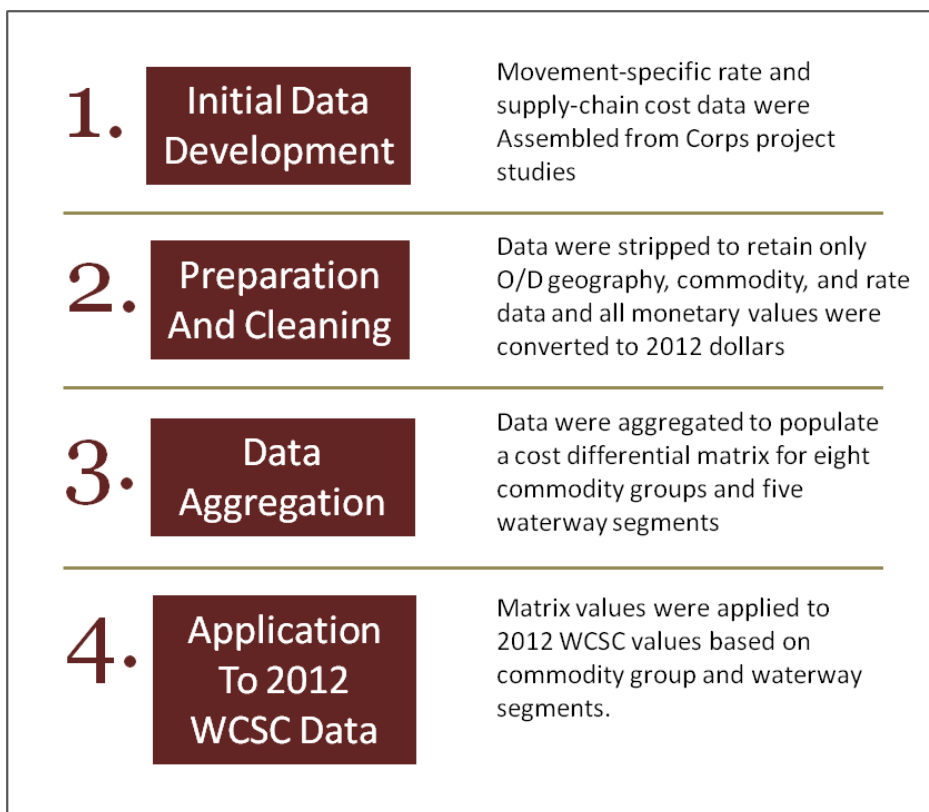 1.
Initial Data
Development
Movement-specific rate and
supply-chain cost data were
Assembled from Corps project
studies
2.
Preparation
And Cleaning
Data were stripped to retain only
O/D geography, commodity, and rate
data and all monetary values were
converted to 2012 dollars
3.
Data
Aggregation
Data were aggregated to populate
a cost differential matrix for eight
commodity groups and five
waterway segments
4.
Application
To 2012
WCSC Data
Matrix values were applied to
2012 WCSC values based on
commodity group and waterway
segments.